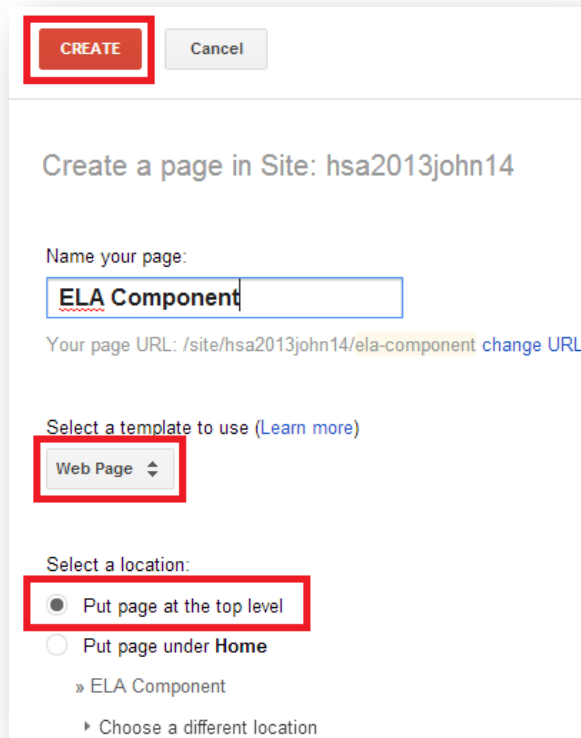 CREATE Cancel
Create a page in Site: hsa2013john14
Name your page:
ELA Component
Your page URL: /site/hsa2013john14/ela-component change URL
Select a template to use (Learn more)
Web Page
Select a location:
Put page at the top level
Put page under Home
» ELA Component
Choose a different location